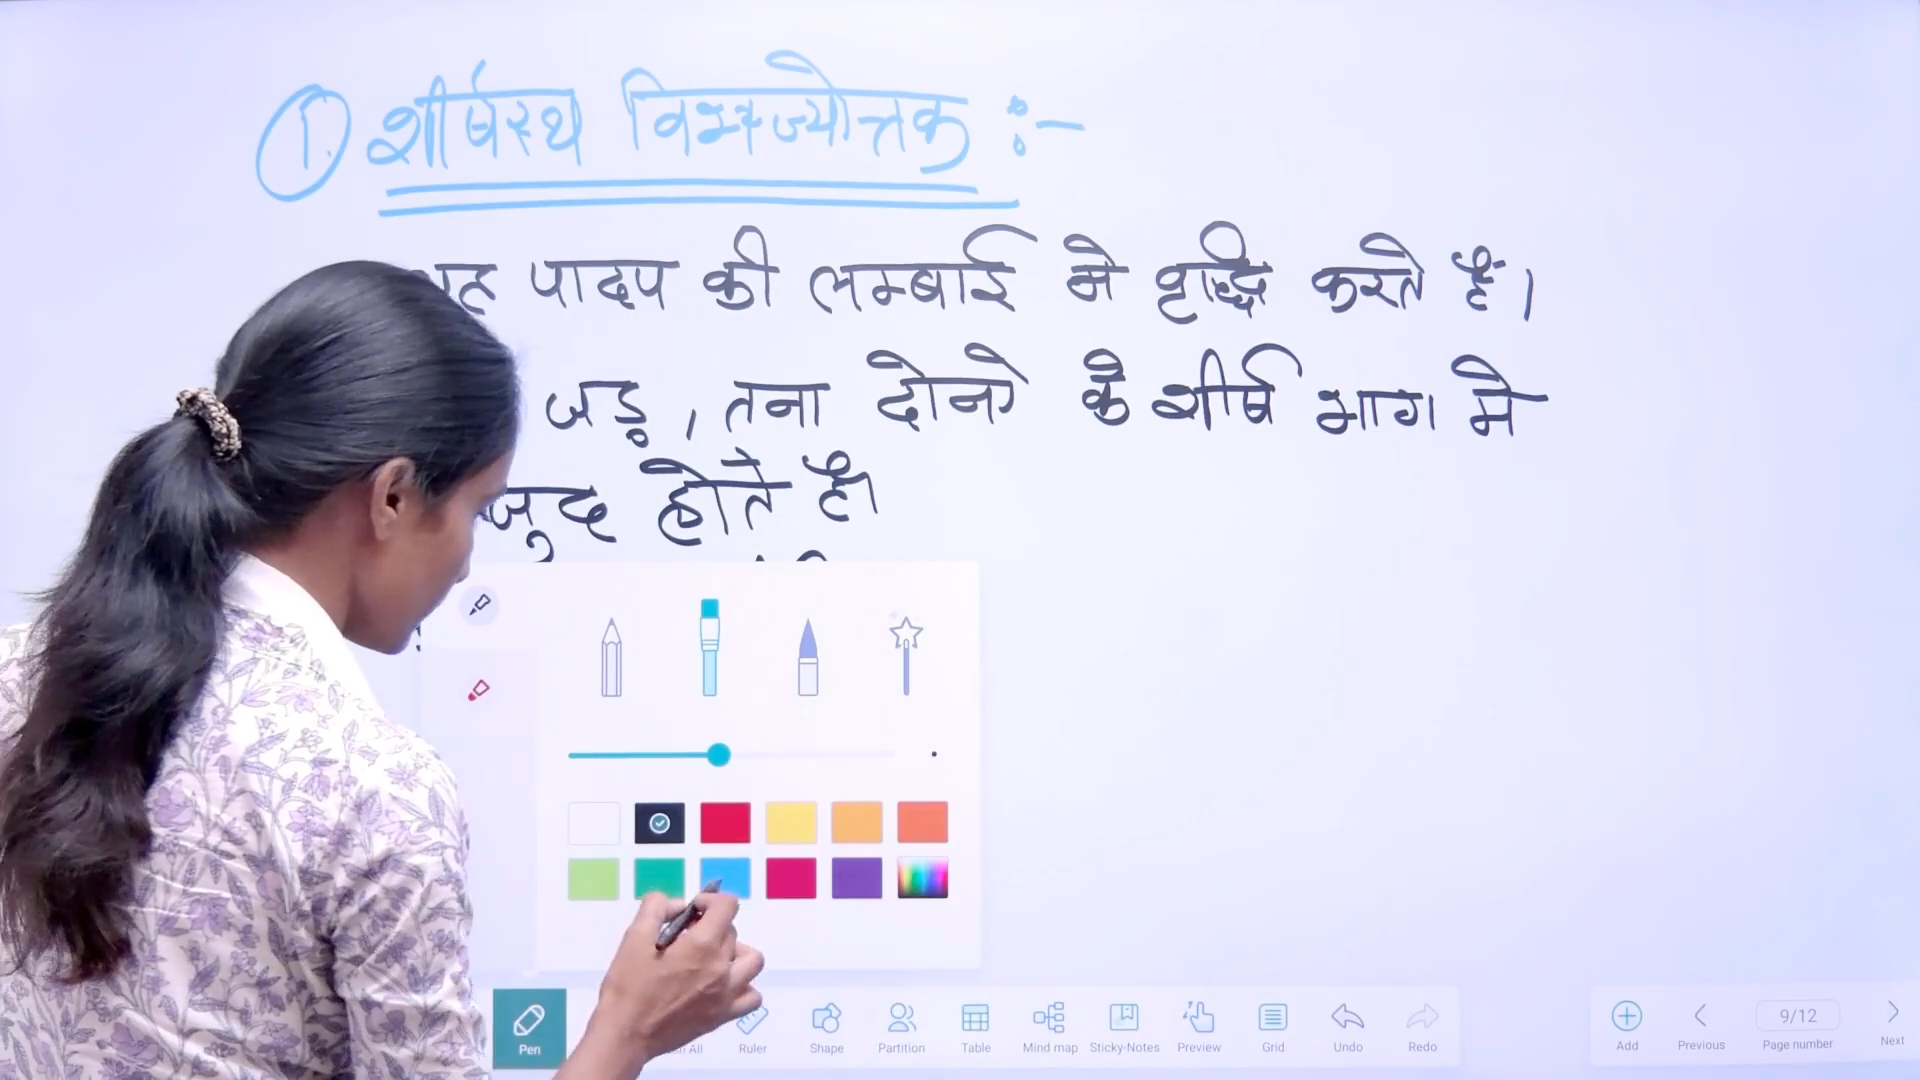 ① शीर्षस्थ विभज्योत्तक :-
यह पादप की लम्बाई मे वृद्धि करते हैं।
जड़, तना दोनो के शीर्ष भाग मे
होते है।
Pen
Ruler
Shape
Partition
Table
Mind map
Sticky-Notes
Preview
Grid
Undo
Redo
Add
Previous
9/12
Page number
Next